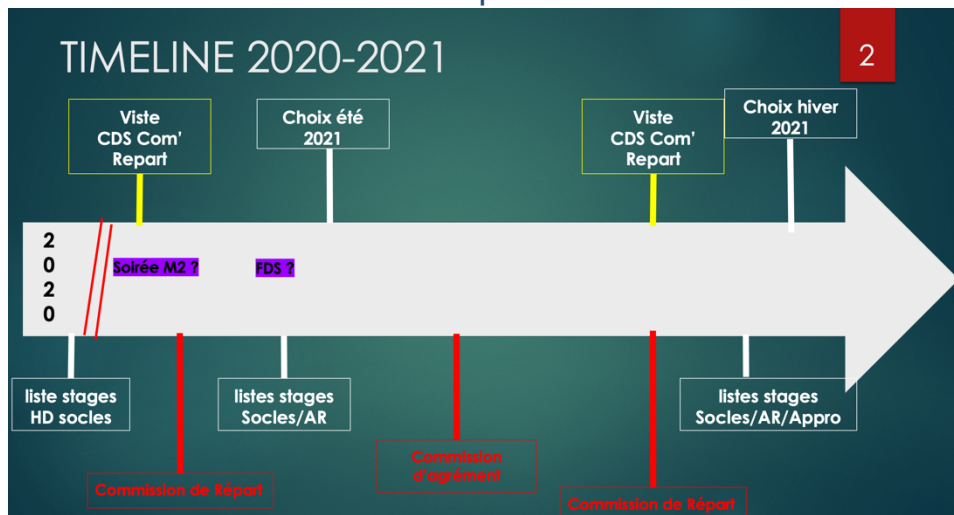 TIMELINE 2020-2021
2
Viste
CDS Com'
Repart
Choix été
2021
Viste
CDS Com'
Repart
Choix hiver
2021
2
0
2
0
Soirée M2 ?
FDS ?
liste stages
HD socles
listes stages
Socles/AR
listes stages
Socles/AR/Appro
Commission de Répart
Commission
d'agrément
Commission de Répart